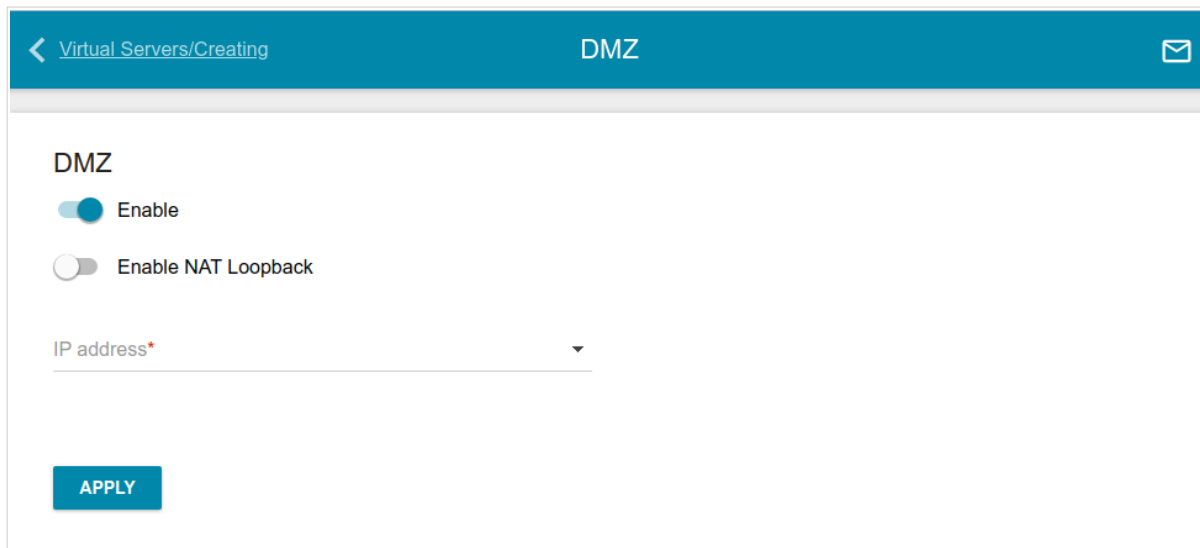 Virtual Servers/Creating DMZ
DMZ
Enable
Enable NAT Loopback
IP address*
APPLY